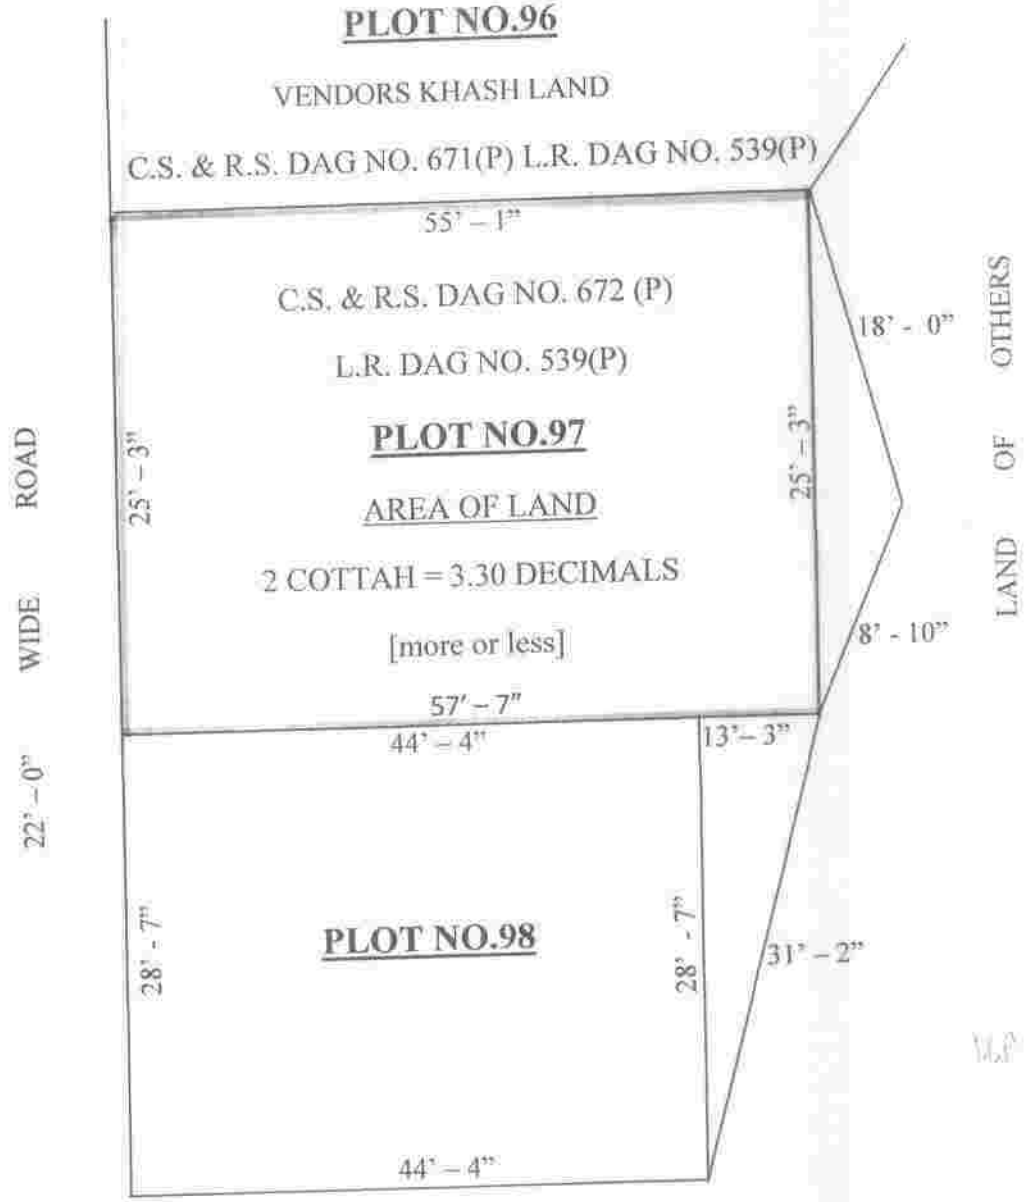 PLOT NO.96
VENDORS KHASH LAND
C.S. & R.S. DAG NO. 671(P) L.R. DAG NO. 539(P)
55’ – 1”
C.S. & R.S. DAG NO. 672 (P)
L.R. DAG NO. 539(P)
PLOT NO.97
AREA OF LAND
2 COTTAH = 3.30 DECIMALS
[more or less]
57’ – 7”
25’ – 3”
25’ – 3”
18’ - 0”
8’ - 10”
LAND OF OTHERS
22’ – 0” WIDE ROAD
44’ – 4”
13’ – 3”
28’ - 7”
PLOT NO.98
28’ - 7”
31’ – 2”
44’ – 4”